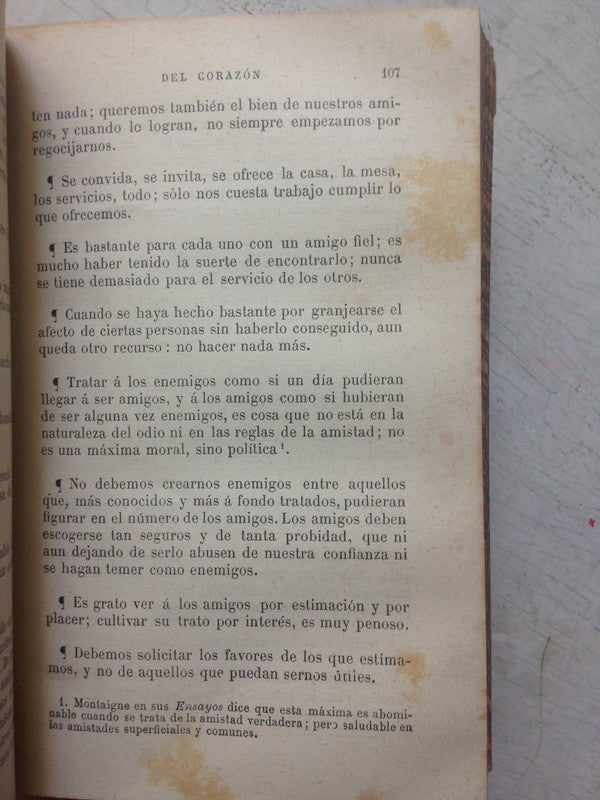 DEL CORAZÓN 107
ten nada; queremos también el bien de nuestros ami-
gos, y cuando lo logran, no siempre empezamos por
regocijarnos.
¶ Se convida, se invita, se ofrece la casa, la mesa,
los servicios, todo; sólo nos cuesta trabajo cumplir lo
que ofrecemos.
¶ Es bastante para cada uno con un amigo fiel; es
mucho haber tenido la suerte de encontrarlo; nunca
se tiene demasiado para el servicio de los otros.
¶ Cuando se haya hecho bastante por granjearse el
afecto de ciertas personas sin haberlo conseguido, aun
queda otro recurso: no hacer nada más.
¶ Tratar á los enemigos como si un día pudieran
llegar á ser amigos, y á los amigos como si hubieran
de ser alguna vez enemigos, es cosa que no está en la
naturaleza del odio ni en las reglas de la amistad; no
es una máxima moral, sino política¹.
¶ No debemos crearnos enemigos entre aquellos
que, más conocidos y más á fondo tratados, pudieran
figurar en el número de los amigos. Los amigos deben
escogerse tan seguros y de tanta probidad, que ni
aun dejando de serlo abusen de nuestra confianza ni
se hagan temer como enemigos.
¶ Es grato ver á los amigos por estimación y por
placer; cultivar su trato por interés, es muy penoso.
¶ Debemos solicitar los favores de los que estima-
mos, y no de aquellos que puedan sernos útiles.
1. Montaigne en sus Ensayos dice que esta máxima es abomi-
nable cuando se trata de la amistad verdadera; pero saludable en
las amistades superficiales y comunes.